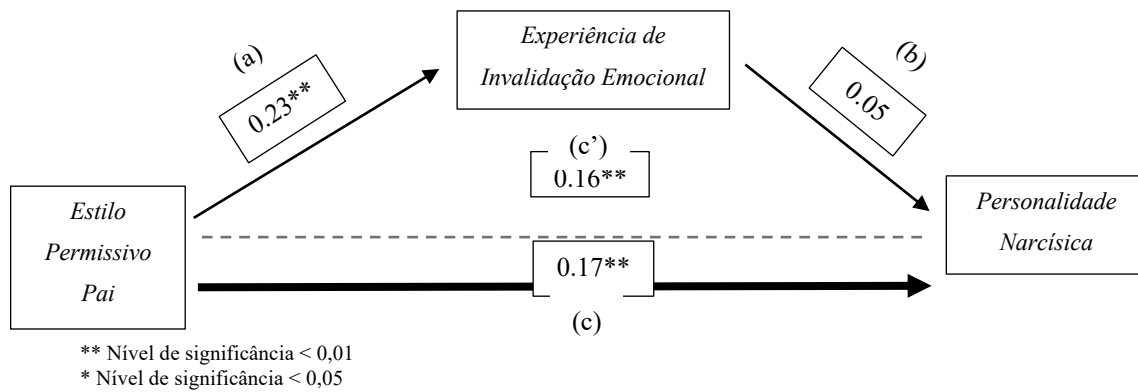 (a)
0.23**
Experiência de
Invalidação Emocional
(b)
0.05
(c’)
0.16**
Estilo
Permissivo
Pai
0.17**
(c)
Personalidade
Narcísica
** Nível de significância < 0,01
* Nível de significância < 0,05